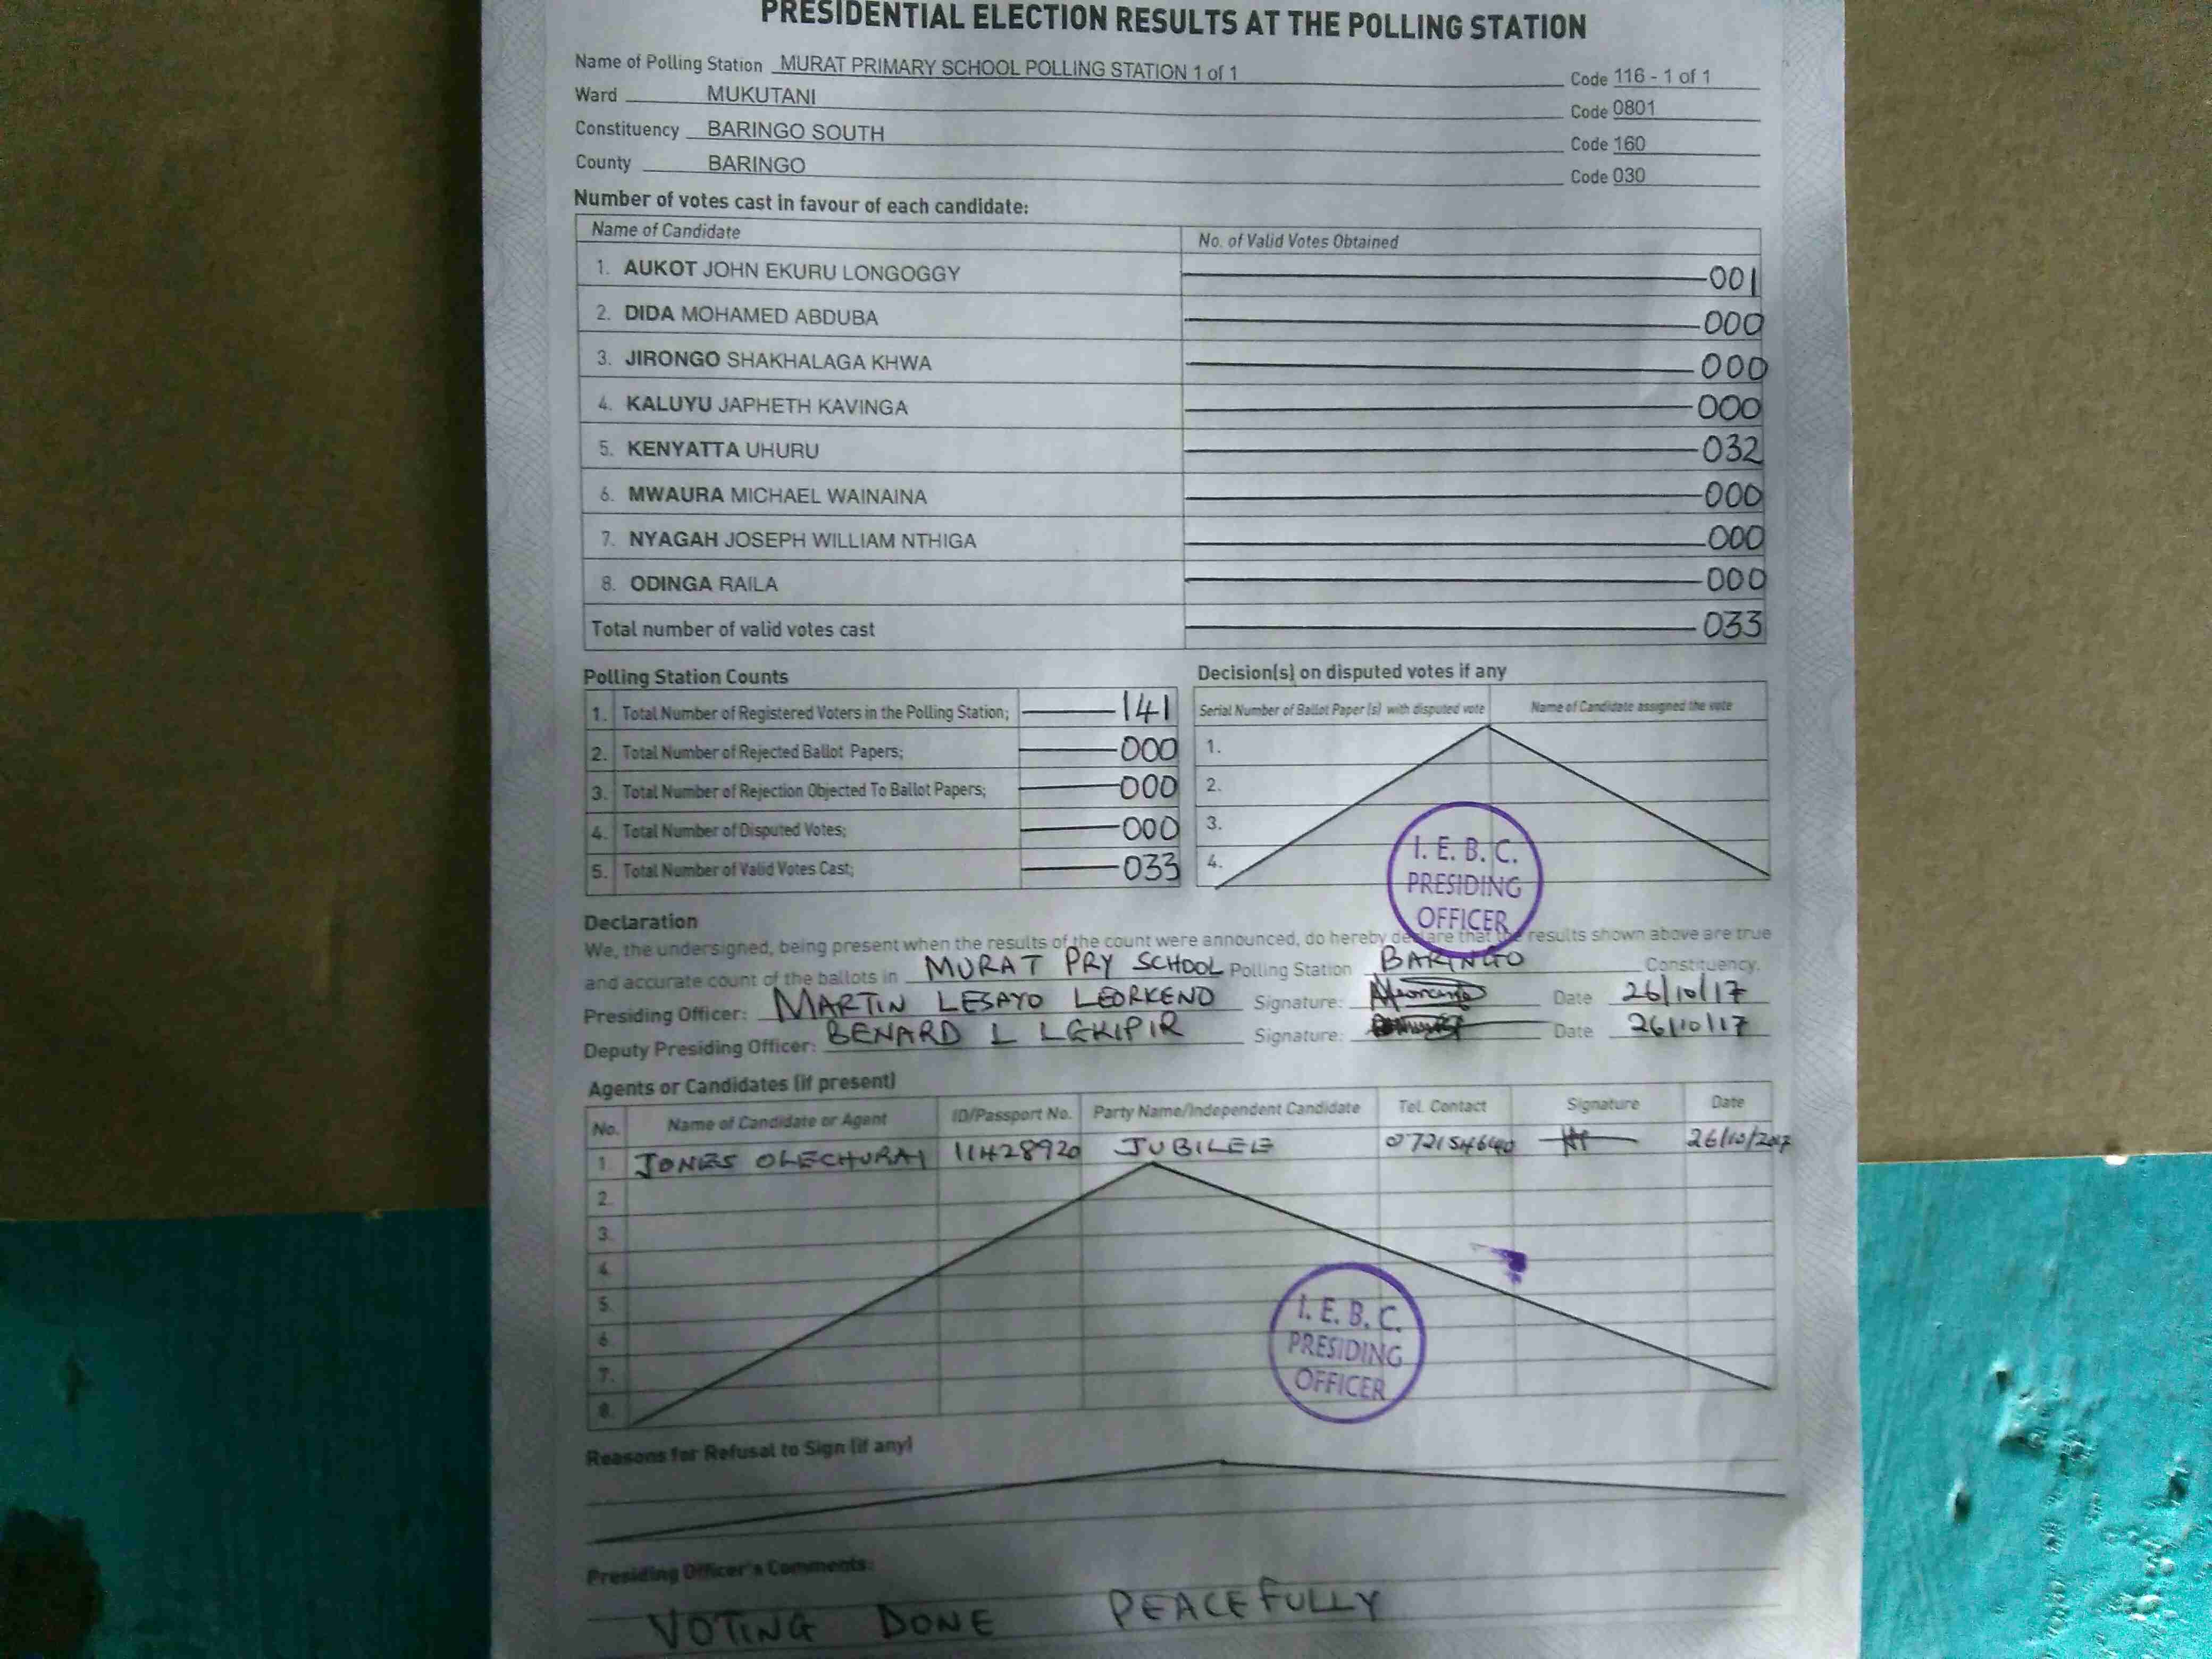 PRESIDENTIAL ELECTION RESULTS AT THE POLLING STATION
Name of Polling Station MURAT PRIMARY SCHOOL POLLING STATION 1 of 1 Code 116 - 1 of 1
Ward MUKUTANI Code 0801
Constituency BARINGO SOUTH Code 160
County BARINGO Code 030
Number of votes cast in favour of each candidate:
Name of Candidate No. of Valid Votes Obtained
1. AUKOT JOHN EKURU LONGOGGY 001
2. DIDA MOHAMED ABDUBA 000
3. JIRONGO SHAKHALAGA KHWA 000
4. KALUYU JAPHETH KAVINGA 000
5. KENYATTA UHURU 032
6. MWAURA MICHAEL WAINAINA 000
7. NYAGAH JOSEPH WILLIAM NTHIGA 000
8. ODINGA RAILA 000
Total number of valid votes cast 033
Polling Station Counts
1. Total Number of Registered Voters in the Polling Station; 141
2. Total Number of Rejected Ballot Papers; 000
3. Total Number of Rejection Objected To Ballot Papers; 000
4. Total Number of Disputed Votes; 000
5. Total Number of Valid Votes Cast; 033
Decision(s) on disputed votes if any
Serial Number of Ballot Paper (s) with disputed vote Name of Candidate assigned the vote
1.
2.
3.
4.
I. E. B. C.
PRESIDING
OFFICER
Declaration
We, the undersigned, being present when the results of the count were announced, do hereby declare that the results shown above are true
and accurate count of the ballots in MURAT PRY SCHOOL Polling Station BARINGO Constituency.
Presiding Officer: MARTIN LESAYO LEORKENO Signature: Date 26/10/17
Deputy Presiding Officer: BENARD L LEKIPIR Signature: Date 26/10/17
Agents or Candidates (if present)
No. Name of Candidate or Agent ID/Passport No. Party Name/Independent Candidate Tel. Contact Signature Date
1 JONES OLECHURAI 11428920 JUBILEE 26/10/2017
2.
3.
4.
5.
6.
7.
8.
I. E. B. C.
PRESIDING
OFFICER
Reasons for Refusal to Sign (if any)
Presiding Officer's Comments:
VOTING DONE PEACEFULLY